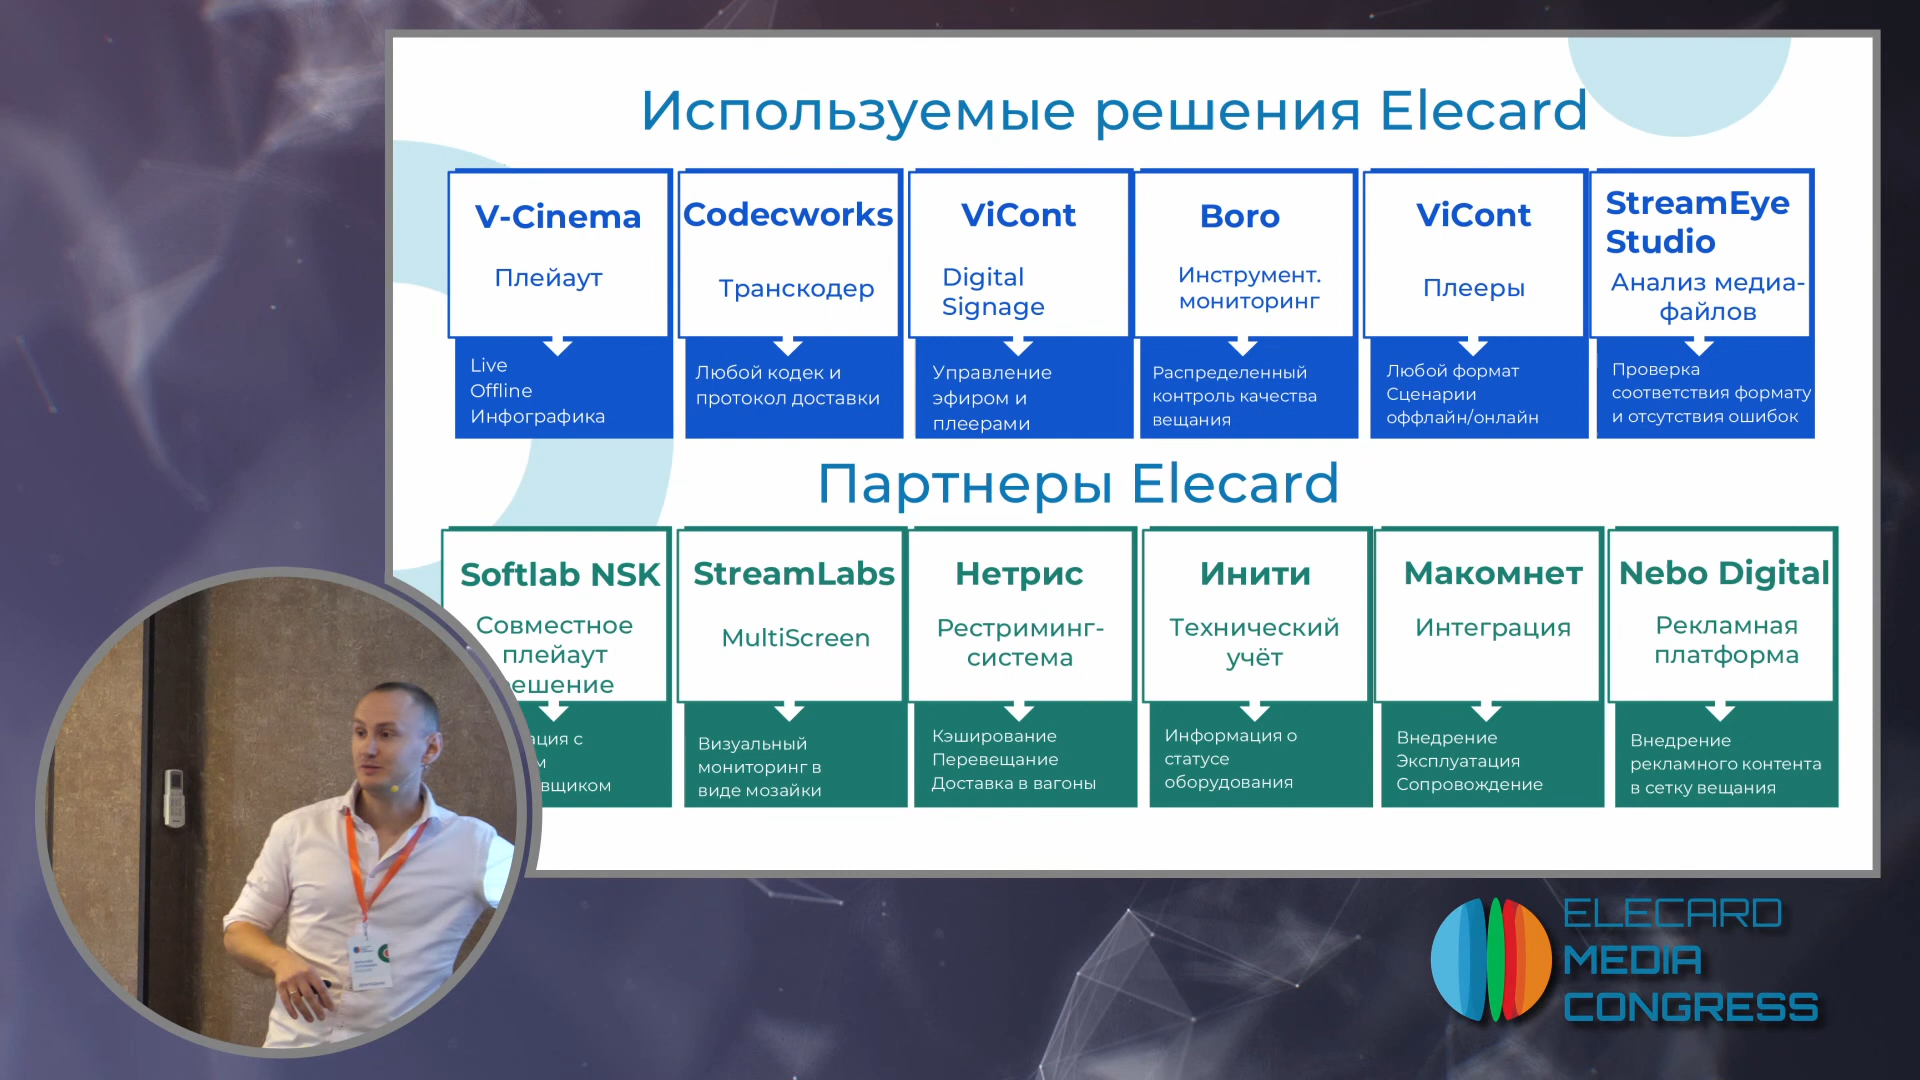 Используемые решения Elecard
V-Cinema
Плейаут
Live
Offline
Инфографика
Codecworks
Транскодер
Любой кодек и
протокол доставки
ViCont
Digital
Signage
Управление
эфиром и
плеерами
Boro
Инструмент.
мониторинг
Распределенный
контроль качества
вещания
ViCont
Плееры
Любой формат
Сценарии
оффлайн/онлайн
StreamEye
Studio
Анализ медиа-
файлов
Проверка
соответствия формату
и отсутствия ошибок
Партнеры Elecard
Softlab NSK
Совместное
плейаут
с
StreamLabs
MultiScreen
Визуальный
мониторинг в
виде мозайки
Нетрис
Рестриминг-
система
Кэширование
Перевещание
Доставка в вагоны
Инити
Технический
учёт
Информация о
статусе
оборудования
Макомнет
Интеграция
Внедрение
Эксплуатация
Сопровождение
Nebo Digital
Рекламная
платформа
Внедрение
рекламного контента
в сетку вещания
ELECARD
MEDIA
CONGRESS